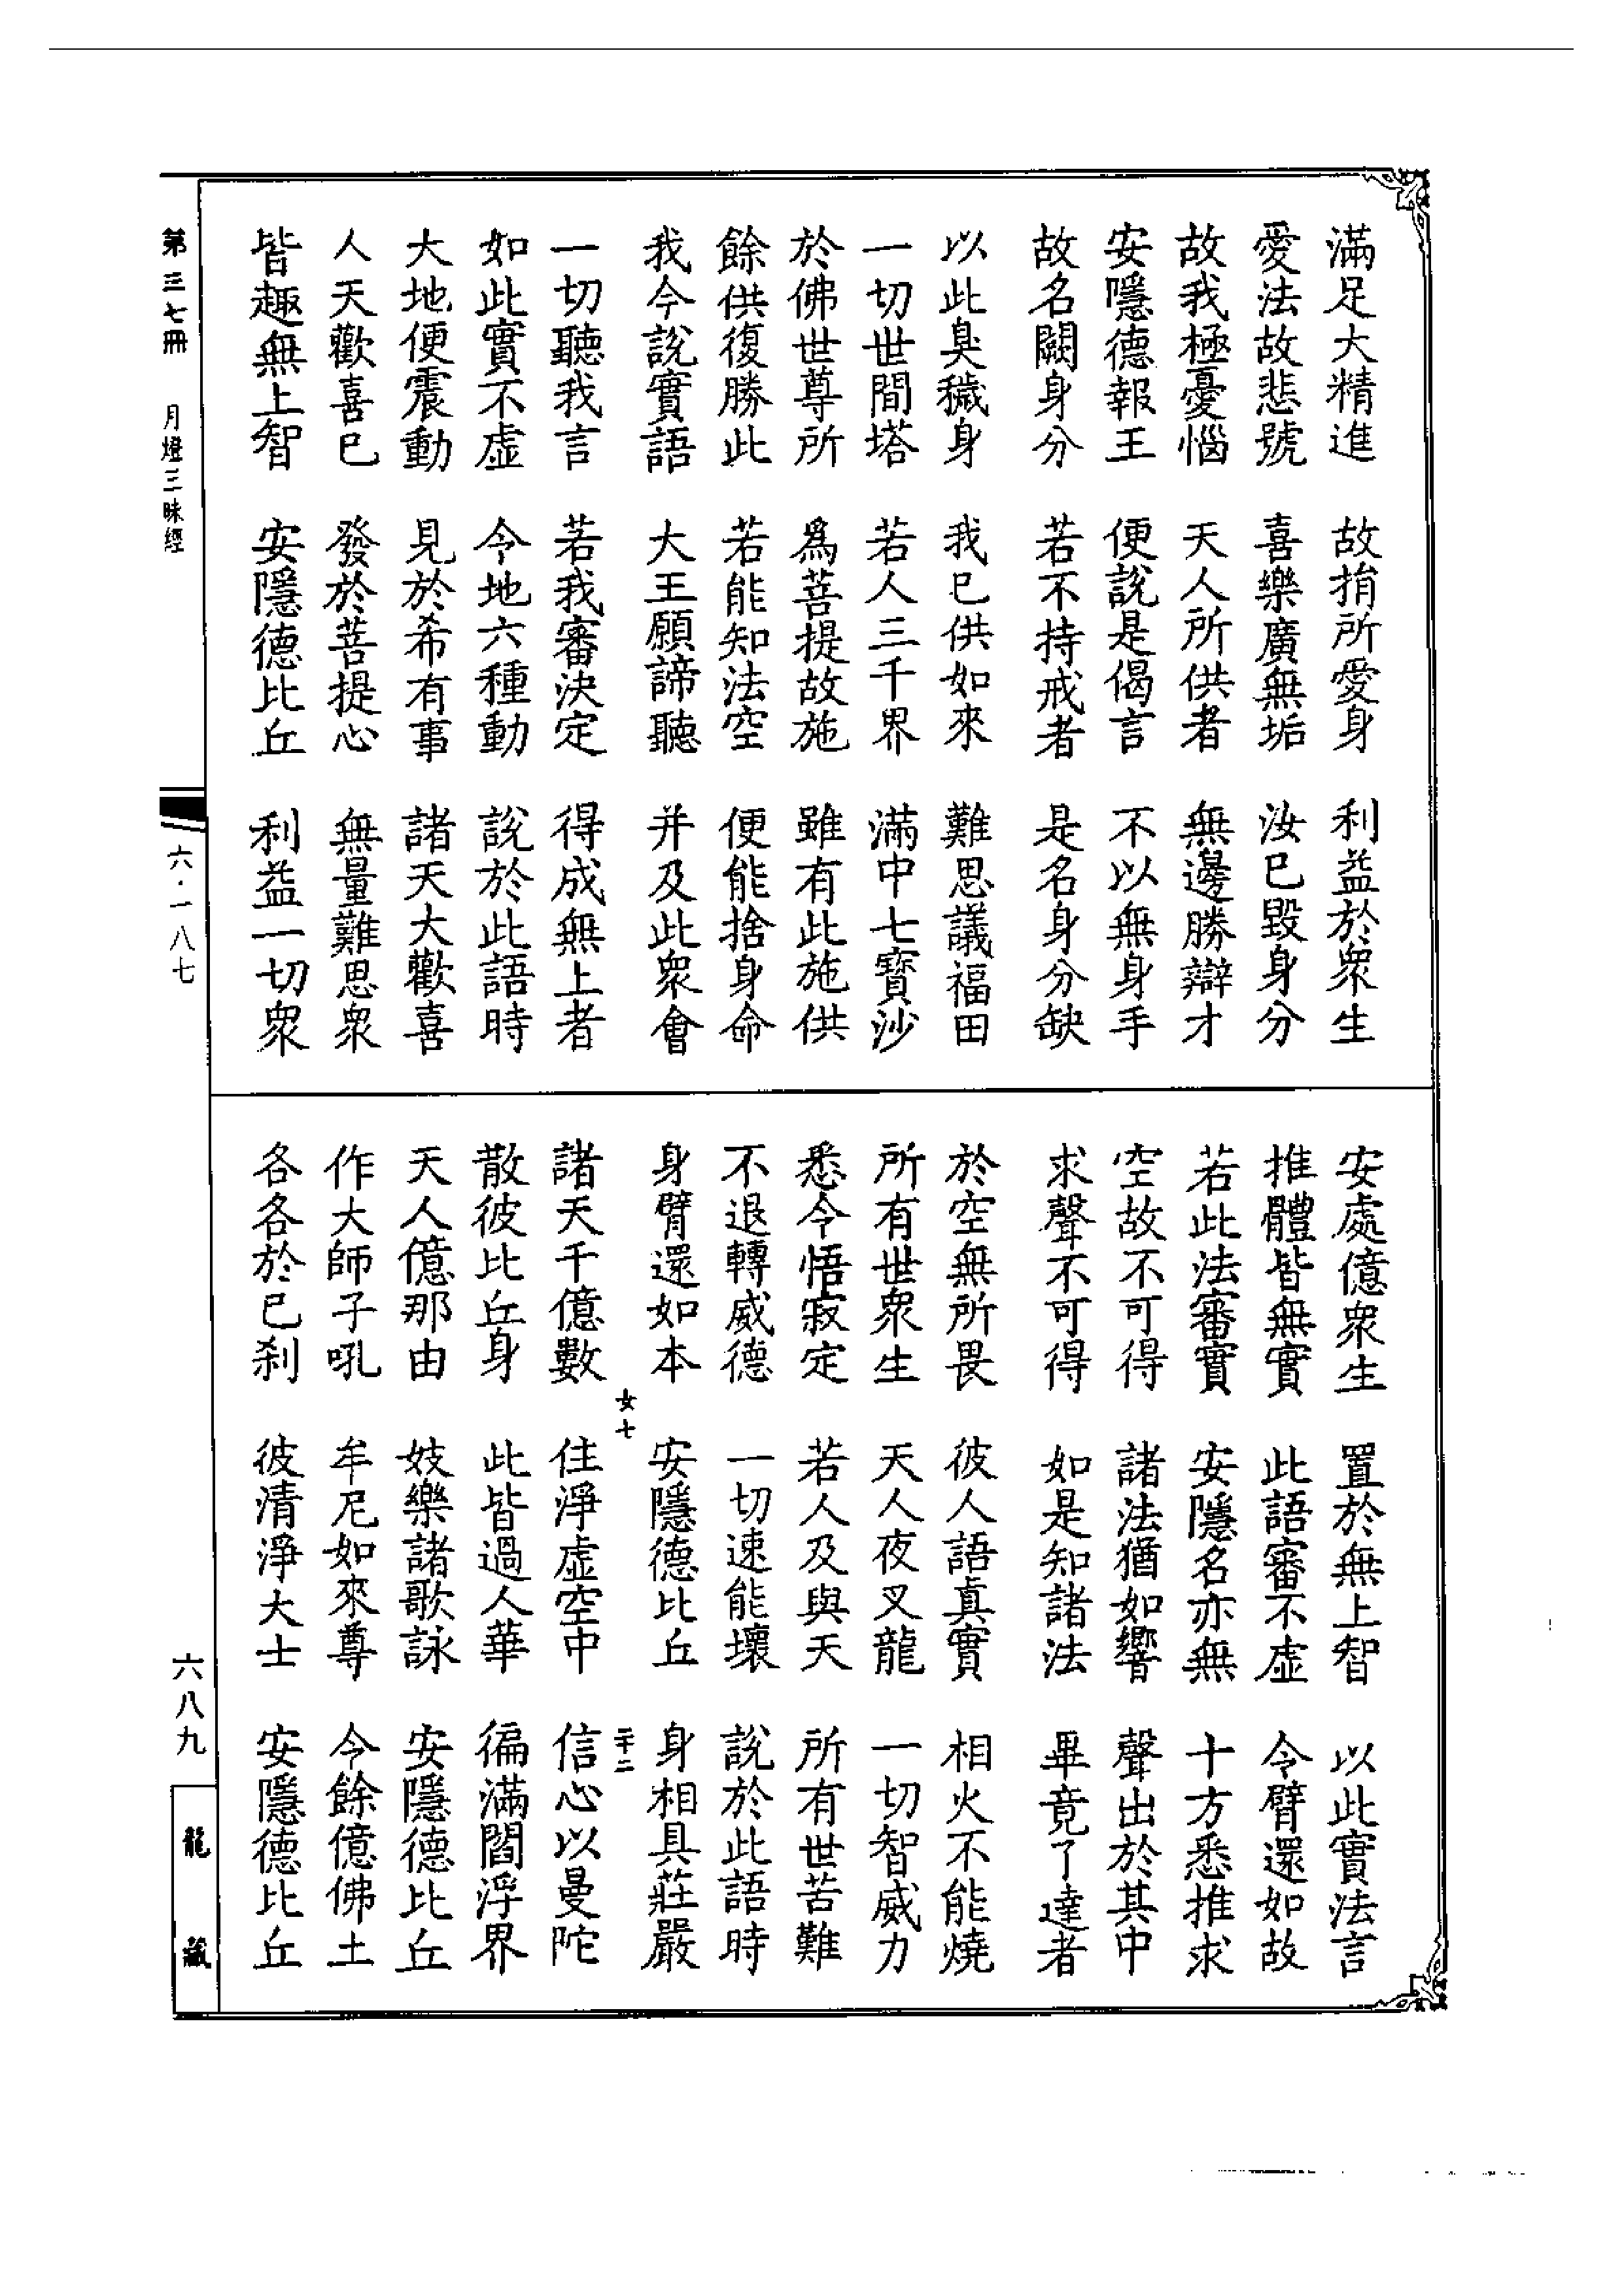 滿足大精進　故捐所愛身　利益於衆生
愛法故悲號　喜樂廣無垢　汝已毀身分
故我極憂惱　天人所供者　無邊勝辯才
安隱德報王　便說是偈言　不以無身手
故名闕身分　若不持戒者　是名身分缺
以此臭穢身　我已供如來　難思議福田
一切世間塔　若人三千界　滿中七寳沙
於佛世尊所　爲菩提故施　雖有此施供
餘供復勝此　若能知法空　便能捨身命
我今說實語　大王願諦聽　并及此衆會
一切聽我言　若我審決定　得成無上者
如此實不虛　今地六種動　說於此語時
大地便震動　見於希有事　諸天大歡喜
人天歡喜已　發於菩提心　無量難思衆
皆趣無上智　安隱德比丘　利益一切衆
安處億衆生　置於無上智　以此實法言
推體皆無實　此語審不虛　令臂還如故
若此法審實　安隱名亦無　十方悉推求
空故不可得　諸法猶如響　聲出於其中
求聲不可得　如是知諸法　畢竟了達者
於空無所畏　彼人語真實　相火不能燒
所有世衆生　天人夜叉龍　一切智威力
悉令悟寂定　若人及與天　所有世苦難
不退轉威德　一切速能壞　說於此語時
身臂還如本　安隱德比丘　身相具莊嚴
女七　二十二
諸天千億數　住淨虛空中　信心以曼陀
散彼比丘身　此皆過人華　徧滿閻浮界
天人億那由　妓樂諸歌詠　安隱德比丘
作大師子吼　牟尼如來尊　今餘億佛土
各各於已刹　彼清淨大士　安隱德比丘
第三七冊　月燈三昧經
六·一八七
六八九
龍藏